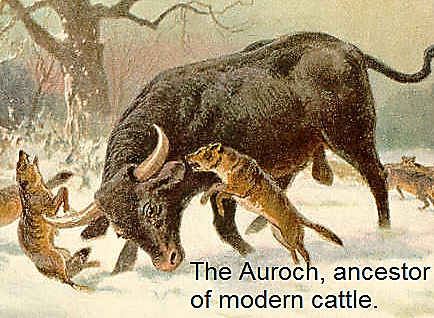 The Auroch, ancestor
of modern cattle.